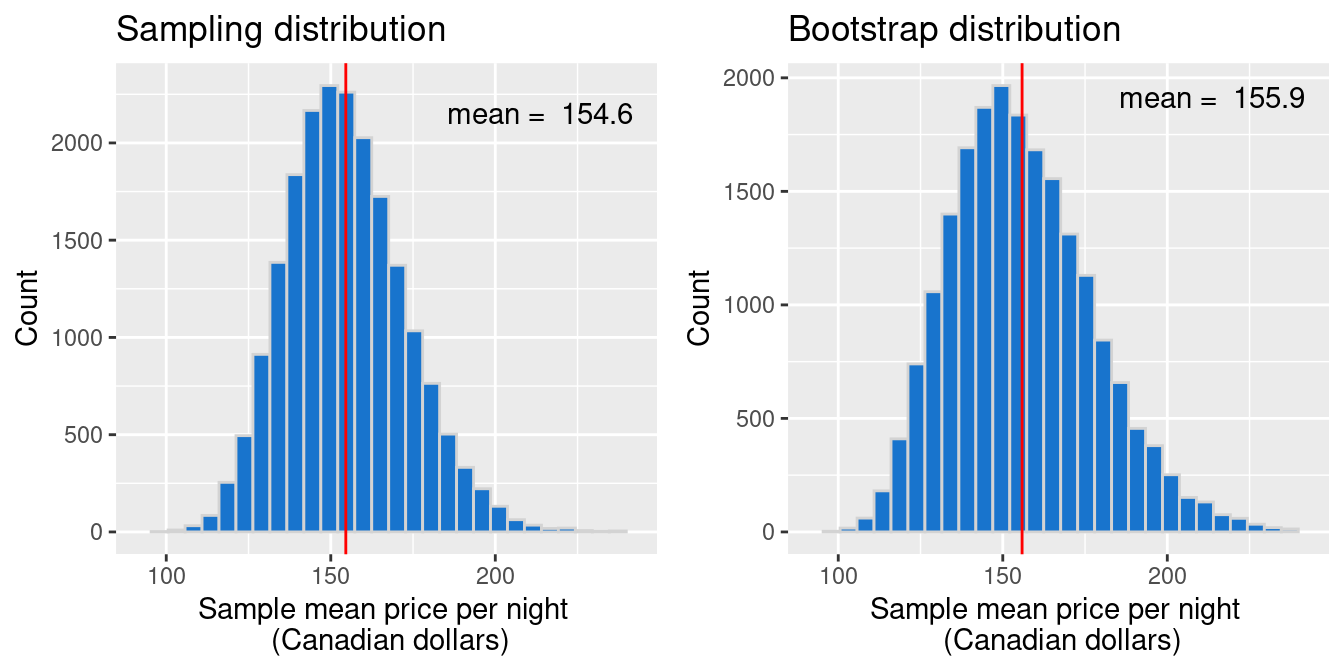 Sampling distribution
mean =  154.6
2000
1500
1000
500
0
Count
100
150
200
Sample mean price per night
(Canadian dollars)
Bootstrap distribution
mean =  155.9
2000
1500
1000
500
0
Count
100
150
200
Sample mean price per night
(Canadian dollars)